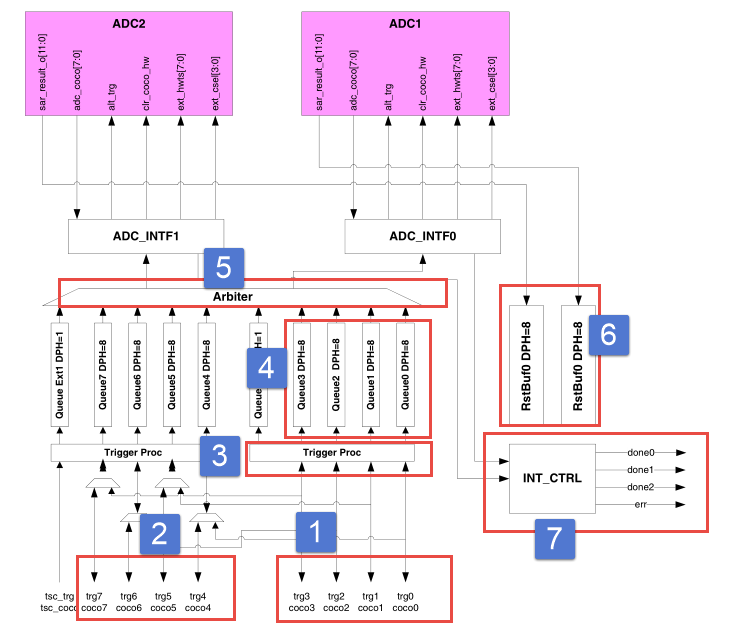 ADC2
ADC1
sar_result_o[11:0]
adc_coco[7:0]
alt_trg
clr_coco_hw
ext_hwts[7:0]
ext_csel[3:0]
sar_result_o[11:0]
adc_coco[7:0]
alt_trg
clr_coco_hw
ext_hwts[7:0]
ext_csel[3:0]
ADC_INTF1
ADC_INTF0
5
Arbiter
Queue Ext1 DPH=1
Queue7 DPH=8
Queue6 DPH=8
Queue5 DPH=8
Queue4 DPH=8
4
Queue3 DPH=8
Queue2 DPH=8
Queue1 DPH=8
Queue0 DPH=8
RstBuf0 DPH=8
RstBuf0 DPH=8
6
Trigger Proc
3
Trigger Proc
INT_CTRL
done0
done1
done2
err
7
2
1
tsc_trg trg7 trg6 trg5 trg4 trg3 trg2 trg1 trg0
tsc_coco coco7 coco6 coco5 coco4 coco3 coco2 coco1 coco0